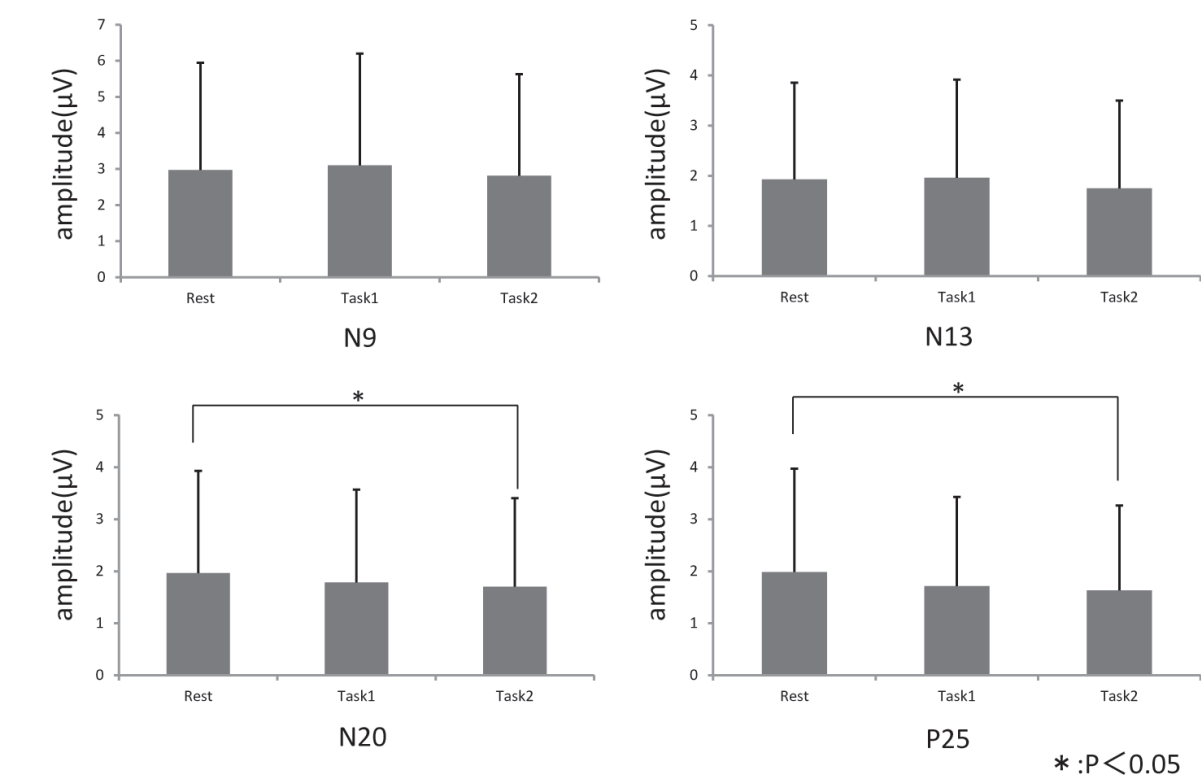 amplitude(μV)
7
6
5
4
3
2
1
0
Rest Task1 Task2
N9
amplitude(μV)
5
4
3
2
1
0
Rest Task1 Task2
N13
*
amplitude(μV)
5
4
3
2
1
0
Rest Task1 Task2
N20
*
amplitude(μV)
5
4
3
2
1
0
Rest Task1 Task2
P25
* :P＜0.05